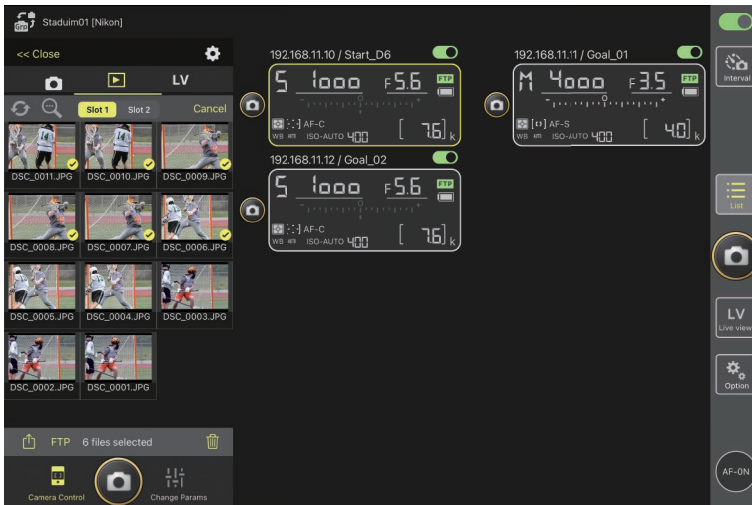 Grp
Staduim01 [Nikon]
<< Close
LV
Slot 1
Slot 2
Cancel
DSC_0011.JPG
DSC_0010.JPG
DSC_0009.JPG
DSC_0008.JPG
DSC_0007.JPG
DSC_0006.JPG
DSC_0005.JPG
DSC_0004.JPG
DSC_0003.JPG
DSC_0002.JPG
DSC_0001.JPG
FTP 6 files selected
Camera Control
Change Params
192.168.11.10 / Start_D6
S 1000 F5.6 FTP
- +
AF-C
WB ISO-AUTO 400 [ 7.6] k
192.168.11.11 / Goal_01
M 4000 F3.5 FTP
- +
AF-S
WB ISO-AUTO 400 [ 4.0] k
192.168.11.12 / Goal_02
S 1000 F5.6 FTP
- +
AF-C
WB ISO-AUTO 400 [ 7.6] k
Interval
List
LV
Live view
Option
AF-ON